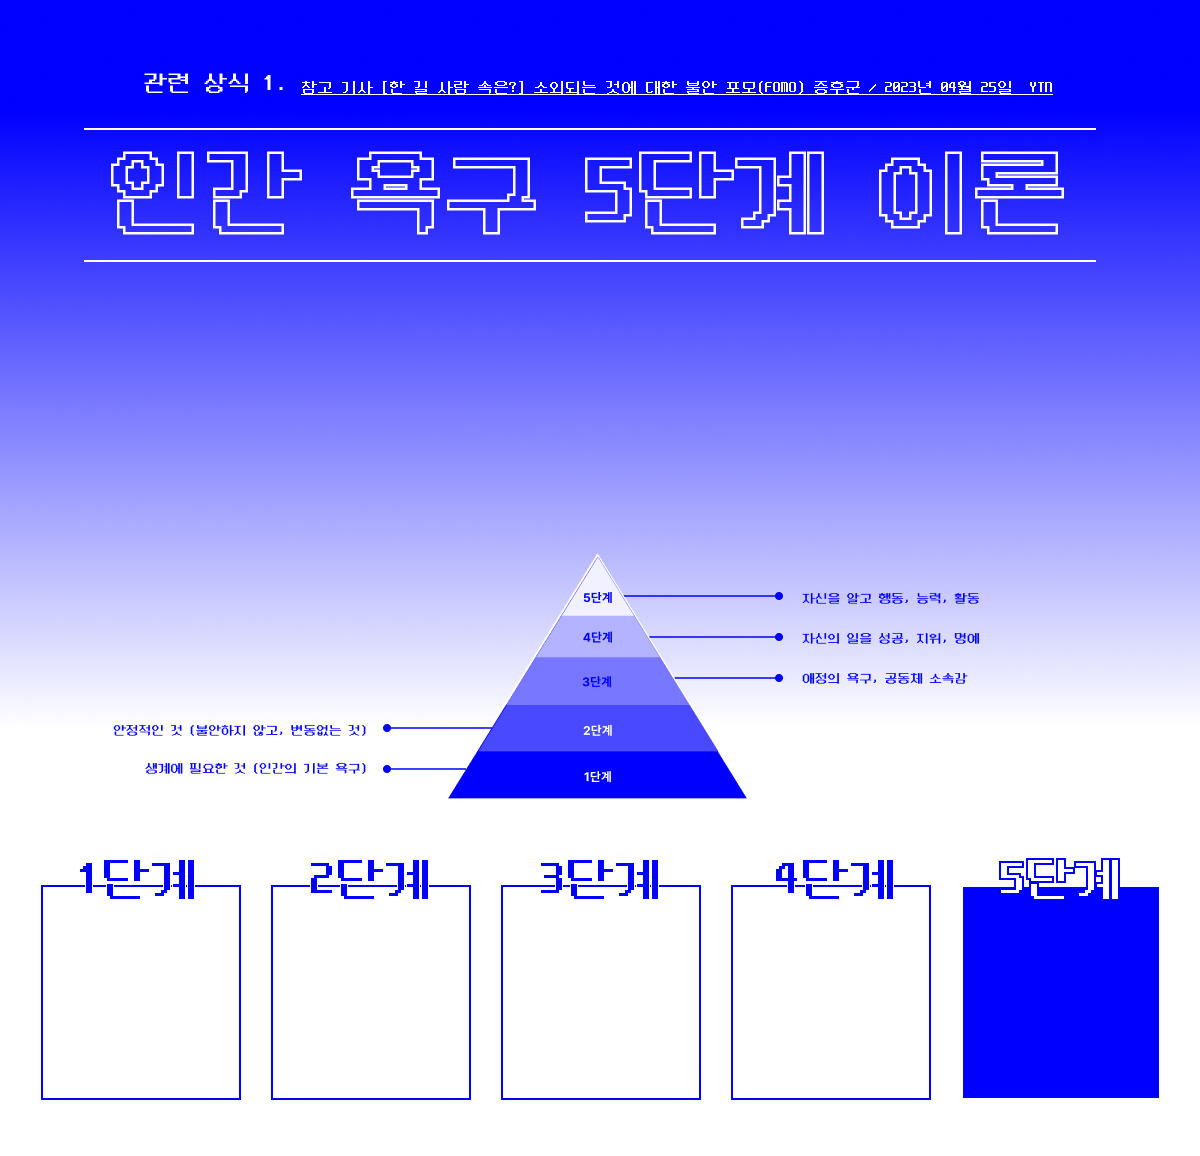 관련 상식 1. 참고 기사 [한 길 사람 속은?] 소외되는 것에 대한 불안 포모(FOMO) 증후군 / 2023년 04월 25일 YTN
인간 욕구 5단계 이론
5단계
자신을 알고 행동, 능력, 활동
4단계
자신의 일을 성공, 지위, 명예
3단계
애정의 욕구, 공동체 소속감
안정적인 것 (불안하지 않고, 변동없는 것)
2단계
생계에 필요한 것 (인간의 기본 욕구)
1단계
1단계
2단계
3단계
4단계
5단계